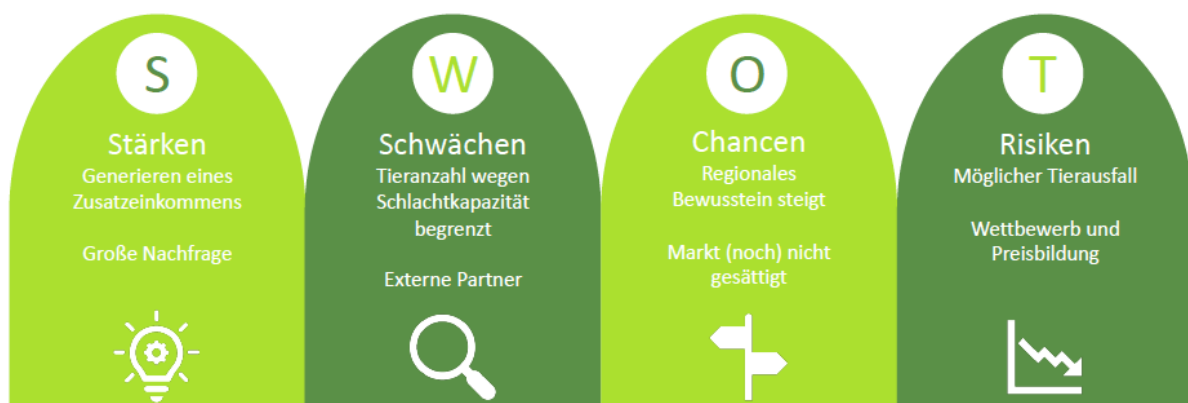 S
Stärken
Generieren eines
Zusatzeinkommens
Große Nachfrage
W
Schwächen
Tieranzahl wegen
Schlachtkapazität
begrenzt
Externe Partner
O
Chancen
Regionales
Bewusstein steigt
Markt (noch) nicht
gesättigt
T
Risiken
Möglicher Tierausfall
Wettbewerb und
Preisbildung